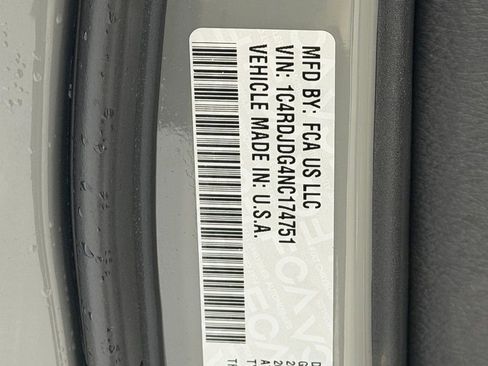 MFD BY: FCA US LLC
VIN: 1C4RDJDG4NC174751
VEHICLE MADE IN: U.S.A.